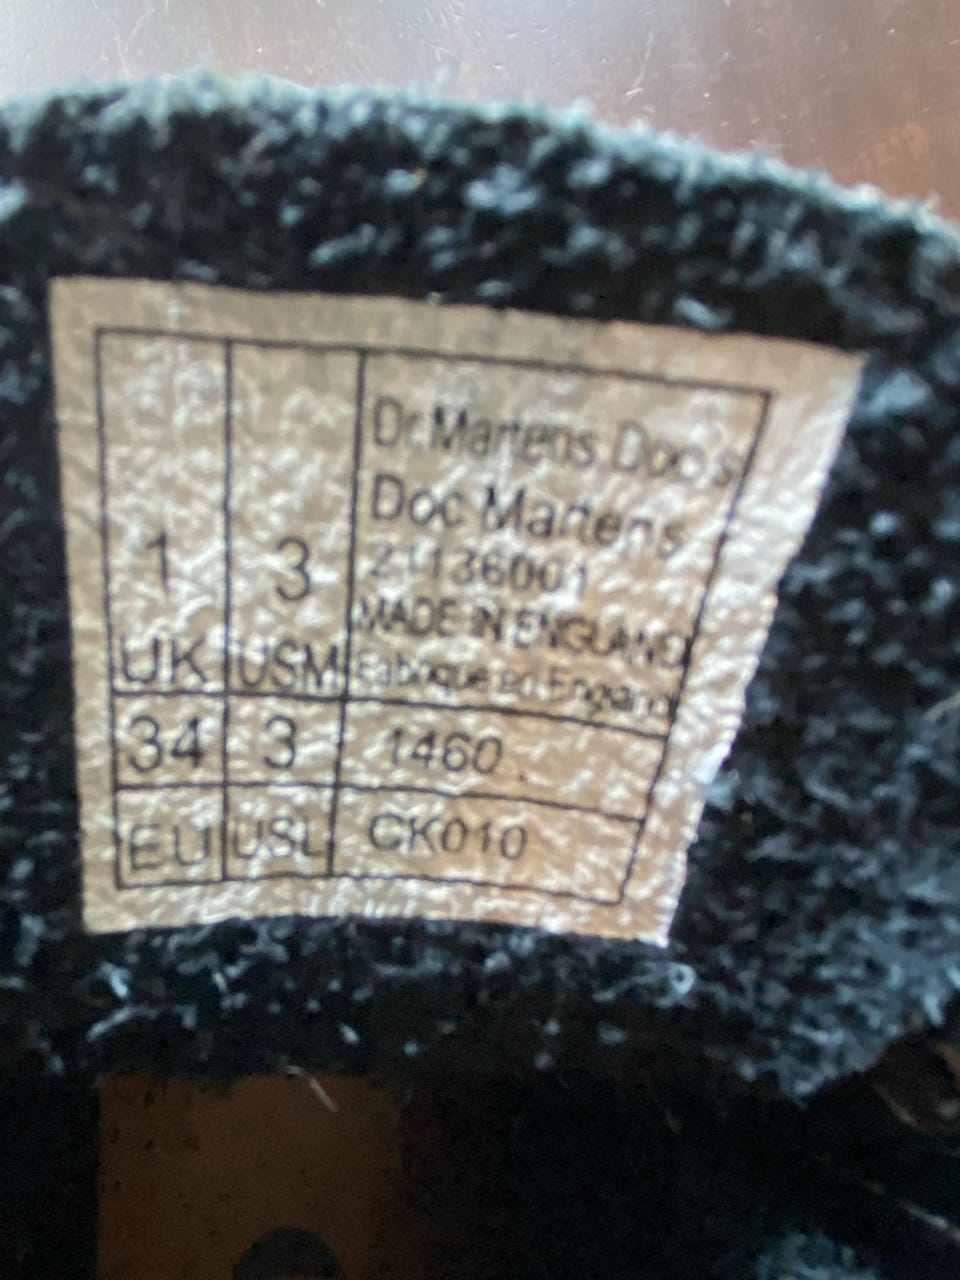 1
UK
3
USM
Dr.Martens Doc's
Doc Martens
21136001
MADE IN ENGLAND
Fabrique en England
34
EU
3
USL
1460
CK010